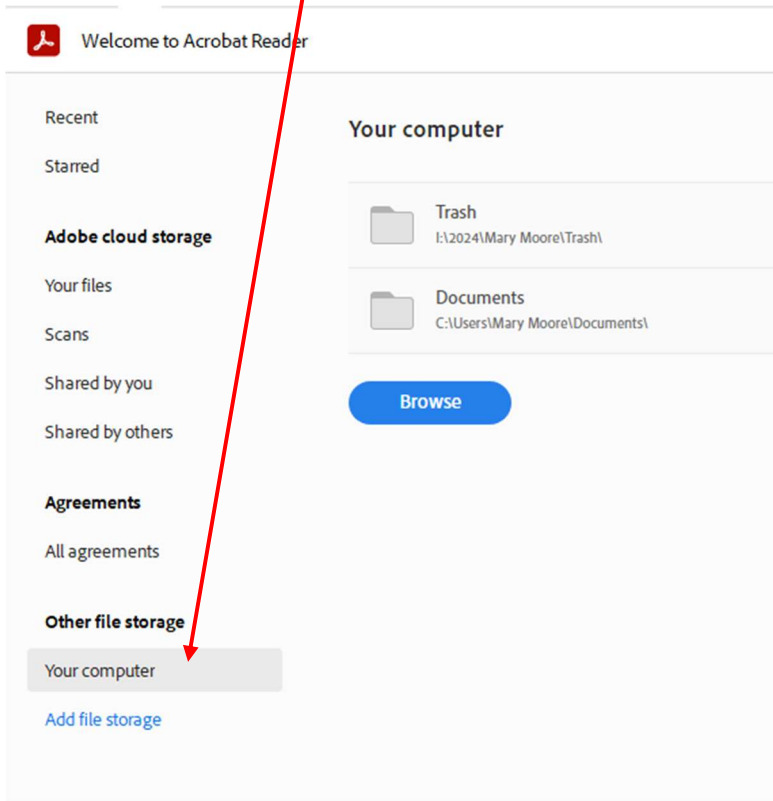 Welcome to Acrobat Reader
Recent
Starred
Adobe cloud storage
Your files
Scans
Shared by you
Shared by others
Agreements
All agreements
Other file storage
Your computer
Add file storage
Your computer
Trash
I:\2024\Mary Moore\Trash\
Documents
C:\Users\Mary Moore\Documents\
Browse